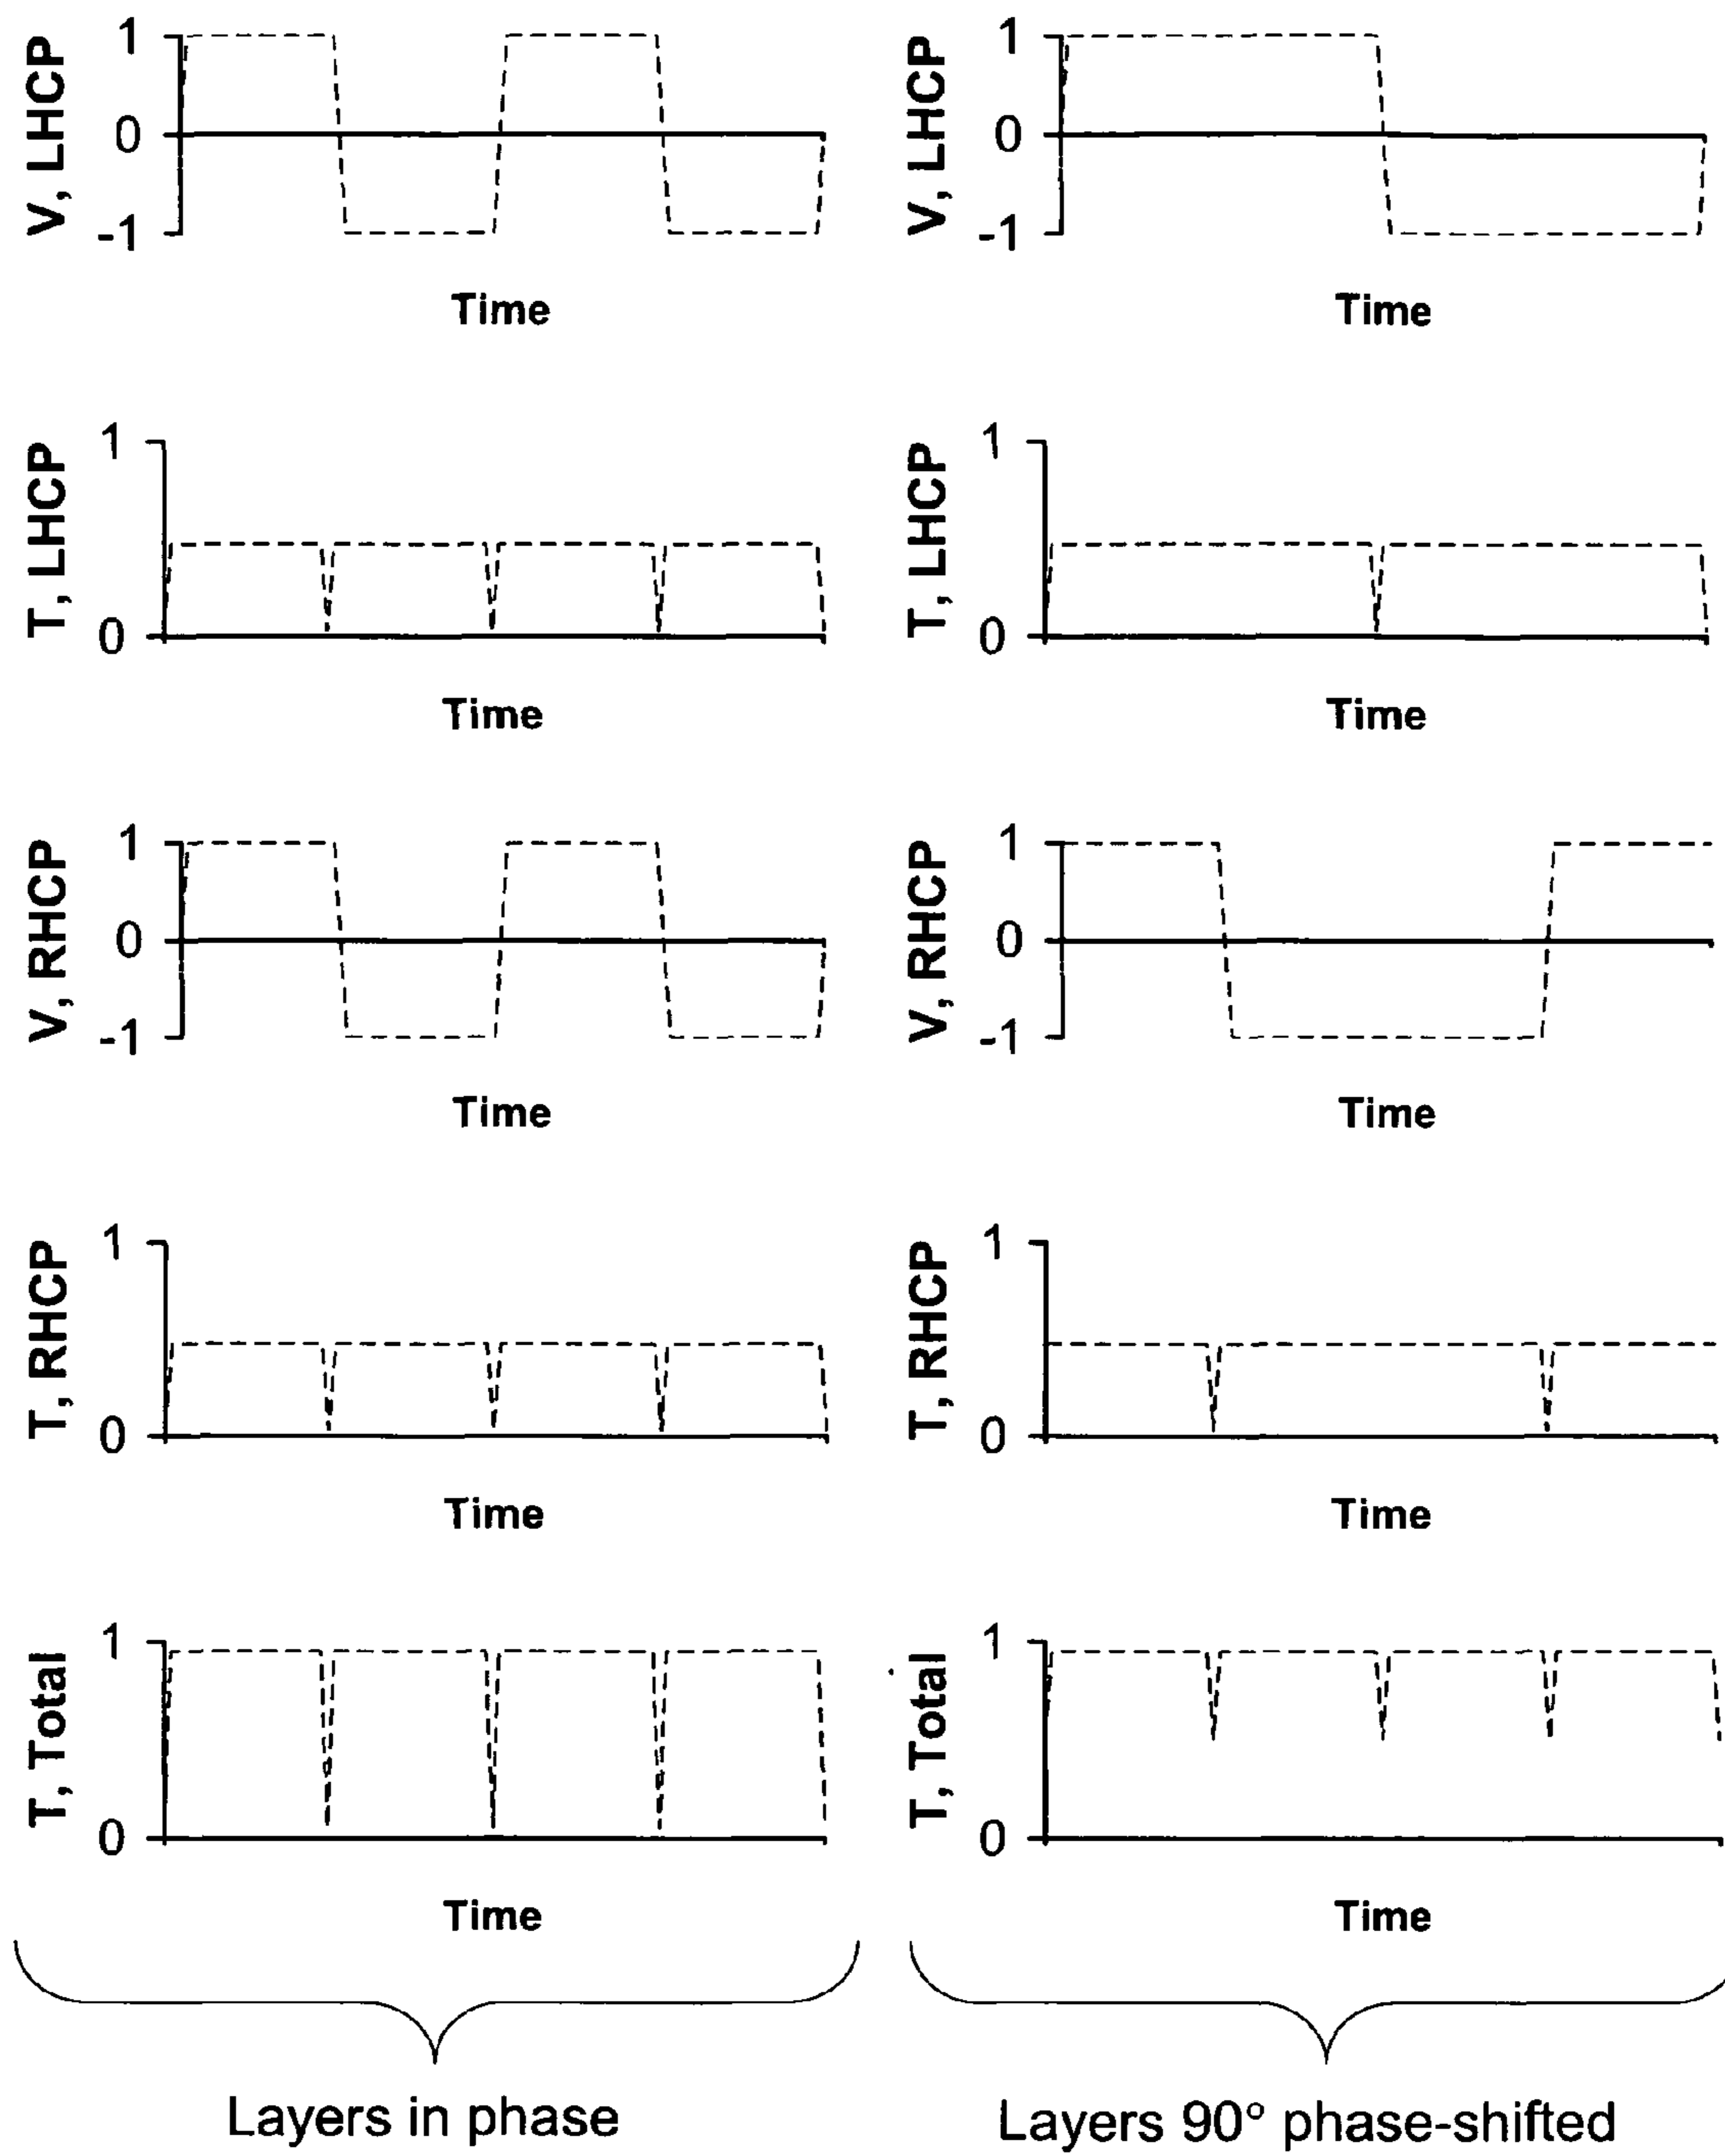 V, LHCP
1
0
-1
Time
V, LHCP
1
0
-1
Time
T, LHCP
1
0
Time
T, LHCP
1
0
Time
V, RHCP
1
0
-1
Time
V, RHCP
1
0
-1
Time
T, RHCP
1
0
Time
T, RHCP
1
0
Time
T, Total
1
0
Time
T, Total
1
0
Time
Layers in phase
Layers 90° phase-shifted